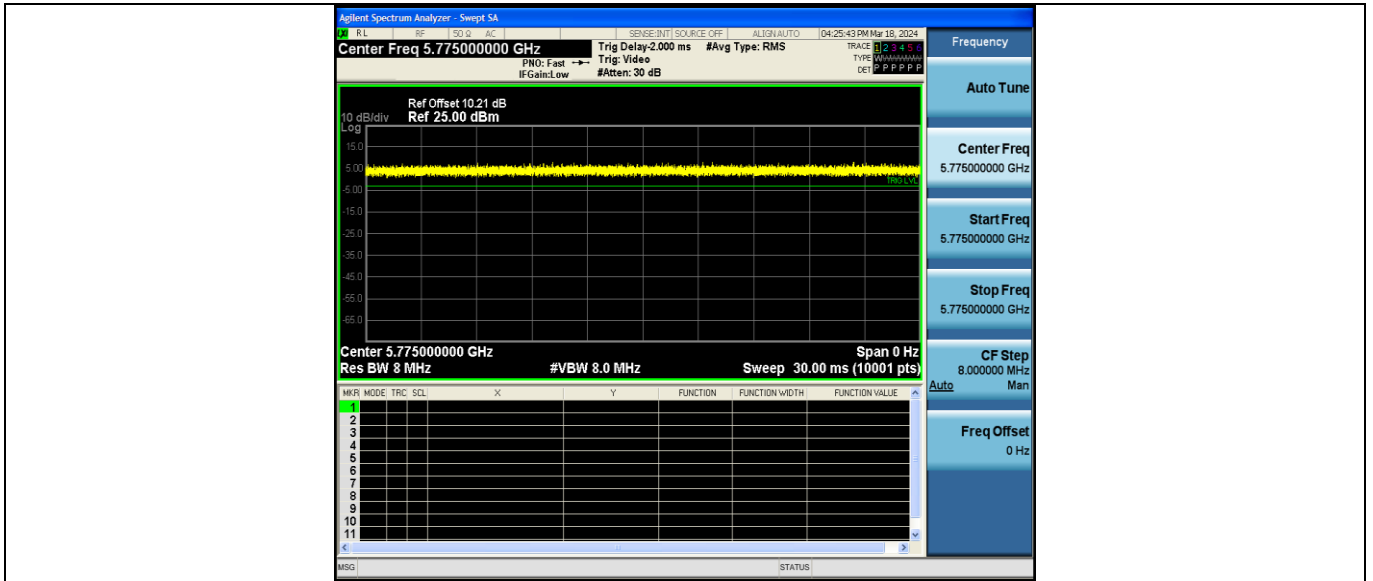 Agilent Spectrum Analyzer - Swept SA
LXI RL RF 50 Ω AC SENSE:INT SOURCE OFF ALIGNAUTO 04:25:43 PM Mar 18, 2024
Center Freq 5.775000000 GHz
PNO: Fast
IFGain:Low
Trig Delay-2.000 ms #Avg Type: RMS
Trig: Video
#Atten: 30 dB
TRACE 1 2 3 4 5 6
TYPE
DET P P P P P P
Ref Offset 10.21 dB
10 dB/div Ref 25.00 dBm
Log
15.0
5.00
TRIG LVL
-5.00
-15.0
-25.0
-35.0
-45.0
-55.0
-65.0
Center 5.775000000 GHz Span 0 Hz
Res BW 8 MHz #VBW 8.0 MHz Sweep 30.00 ms (10001 pts)
MKR MODE TRC SCL X Y FUNCTION FUNCTION WIDTH FUNCTION VALUE
1
2
3
4
5
6
7
8
9
10
11
MSG STATUS
Frequency
Auto Tune
Center Freq
5.775000000 GHz
Start Freq
5.775000000 GHz
Stop Freq
5.775000000 GHz
CF Step
8.000000 MHz
Auto Man
Freq Offset
0 Hz